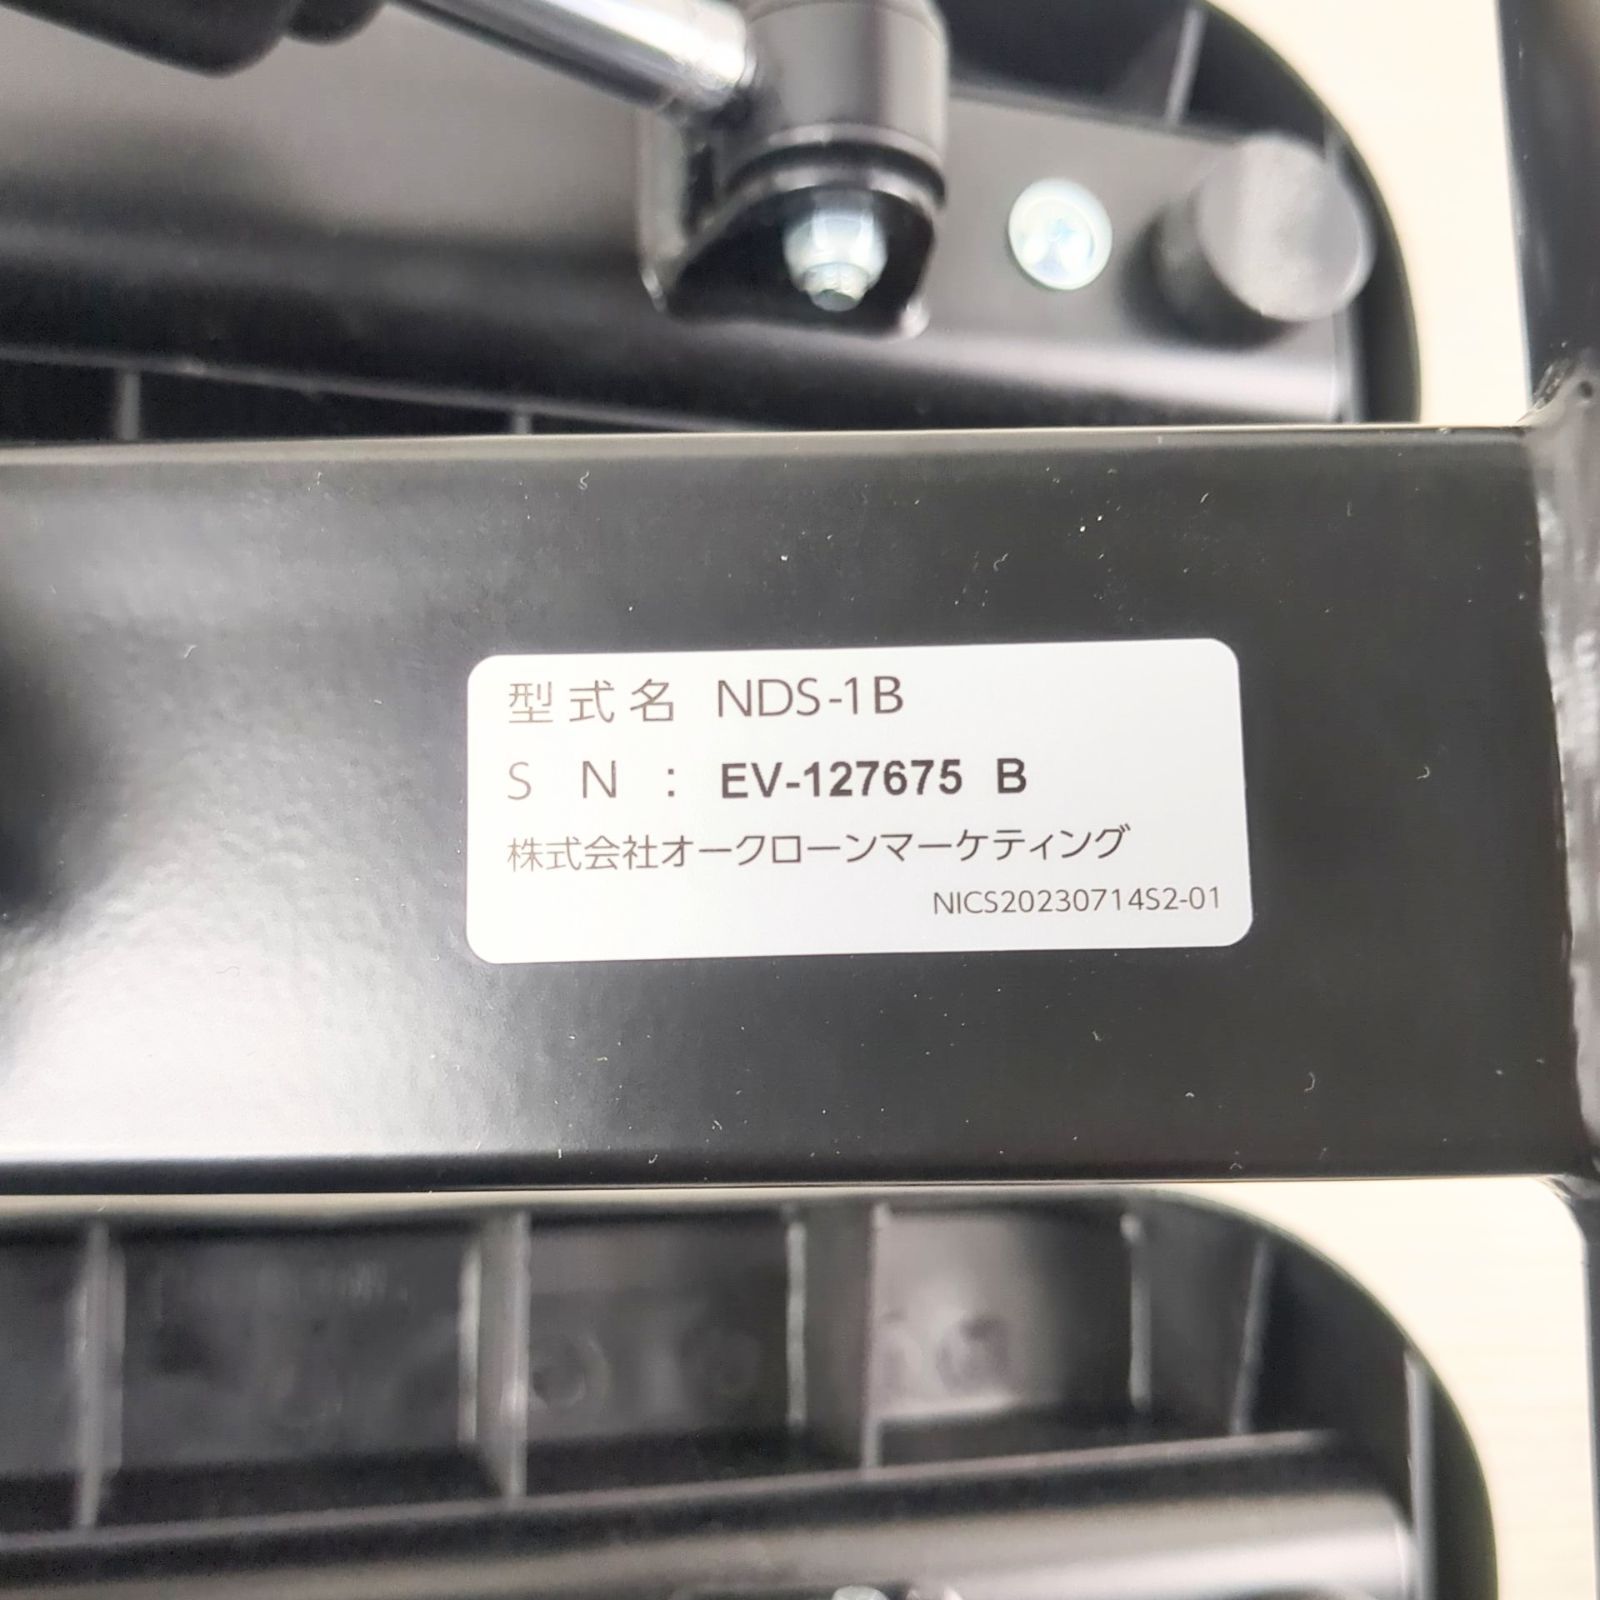 型式名 NDS-1B
SN: EV-127675 B
株式会社オークローンマーケティング
NICS20230714S2-01